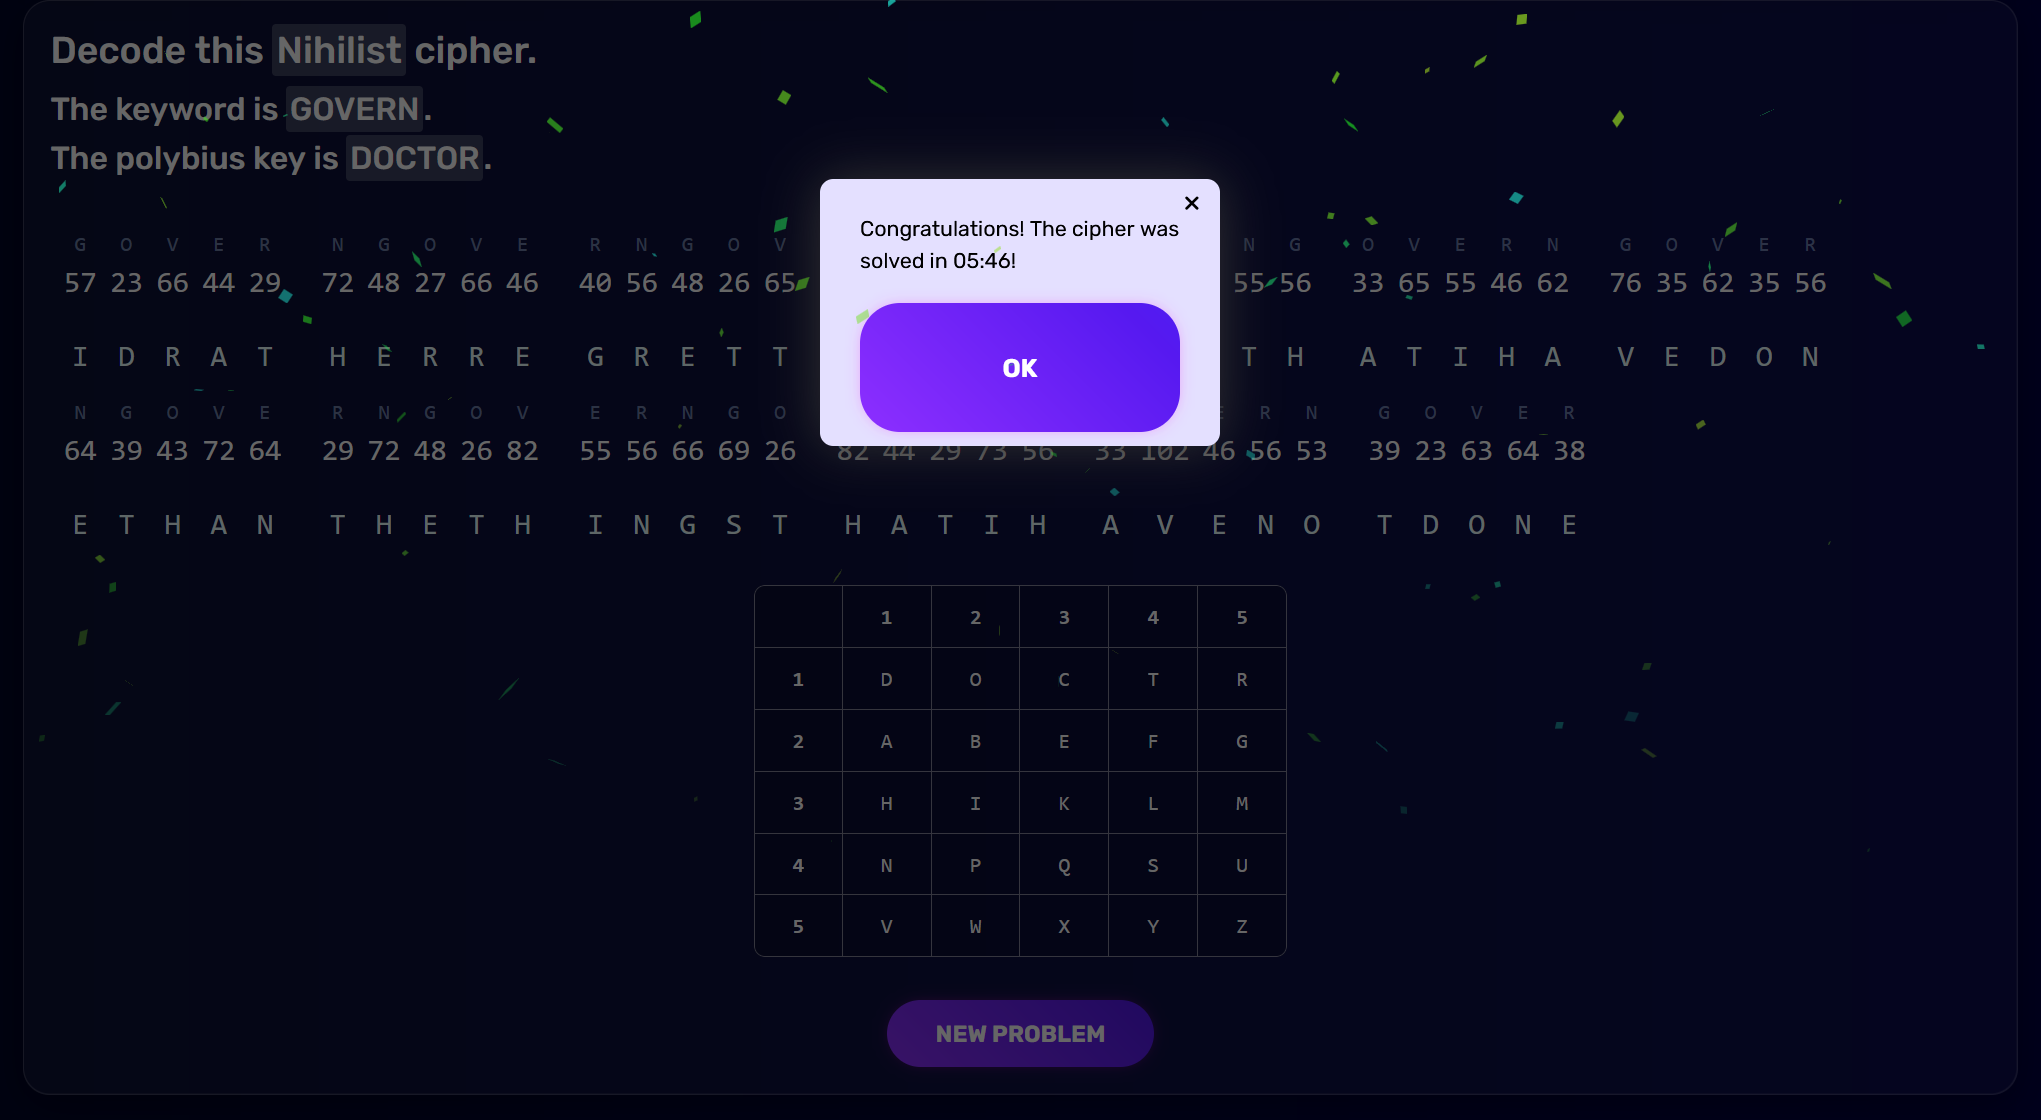 Decode this Nihilist cipher.
The keyword is GOVERN.
The polybius key is DOCTOR.
Congratulations! The cipher was
solved in 05:46!
OK
G O V E R N G O V E R N G O V N G O V E R N G O V E R
57 23 66 44 29 72 48 27 66 46 40 56 48 26 65 55 56 33 65 55 46 62 76 35 62 35 56
I D R A T H E R R E G R E T T T H A T I H A V E D O N
N G O V E R N G O V E R N G O E R N G O V E R
64 39 43 72 64 29 72 48 26 82 55 56 66 69 26 82 44 29 73 56 33 102 46 56 53 39 23 63 64 38
E T H A N T H E T H I N G S T H A T I H A V E N O T D O N E
1 2 3 4 5
1 D O C T R
2 A B E F G
3 H I K L M
4 N P Q S U
5 V W X Y Z
NEW PROBLEM